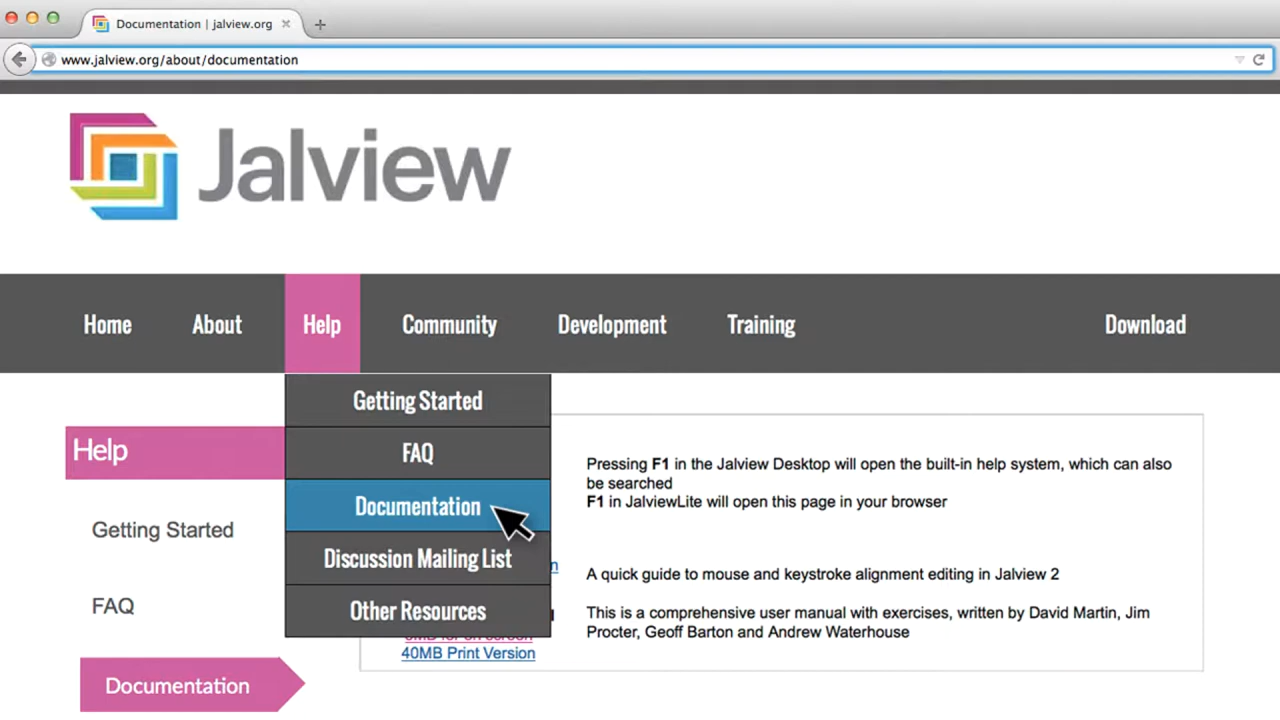 Documentation | jalview.org
www.jalview.org/about/documentation
Jalview
Home About Help Community Development Training Download
Getting Started
FAQ
Documentation
Discussion Mailing List
Other Resources
Help
Getting Started
FAQ
Documentation
Pressing F1 in the Jalview Desktop will open the built-in help system, which can also
be searched
F1 in JalviewLite will open this page in your browser
A quick guide to mouse and keystroke alignment editing in Jalview 2
This is a comprehensive user manual with exercises, written by David Martin, Jim
Procter, Geoff Barton and Andrew Waterhouse
40MB Print Version